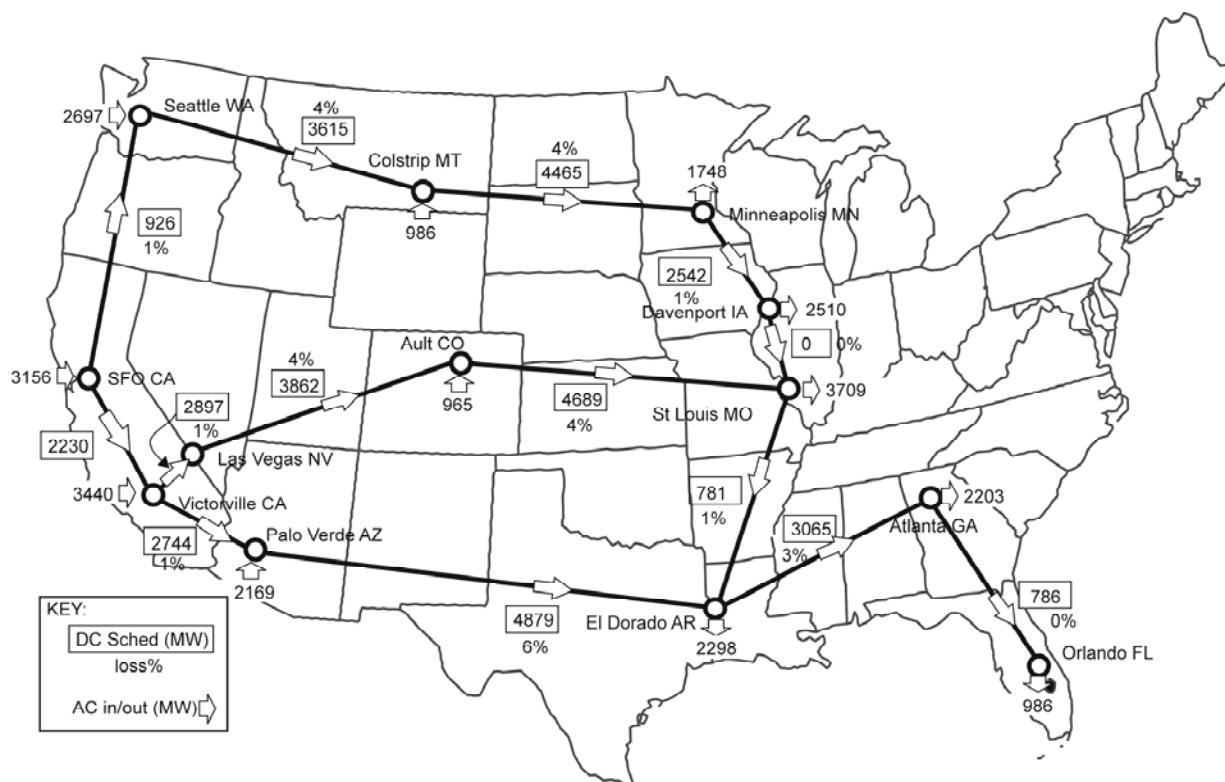 2697
Seattle WA
4%
3615
Colstrip MT
986
4%
4465
1748
Minneapolis MN
926
1%
2542
1%
Davenport IA
2510
0
0%
3156
SFO CA
Ault CO
4%
3862
965
4689
4%
St Louis MO
3709
2897
1%
2230
Las Vegas NV
3440
Victorville CA
2744
1%
Palo Verde AZ
2169
781
1%
3065
3%
Atlanta GA
2203
4879
6%
El Dorado AR
2298
786
0%
Orlando FL
986
KEY:
DC Sched (MW)
loss%
AC in/out (MW)